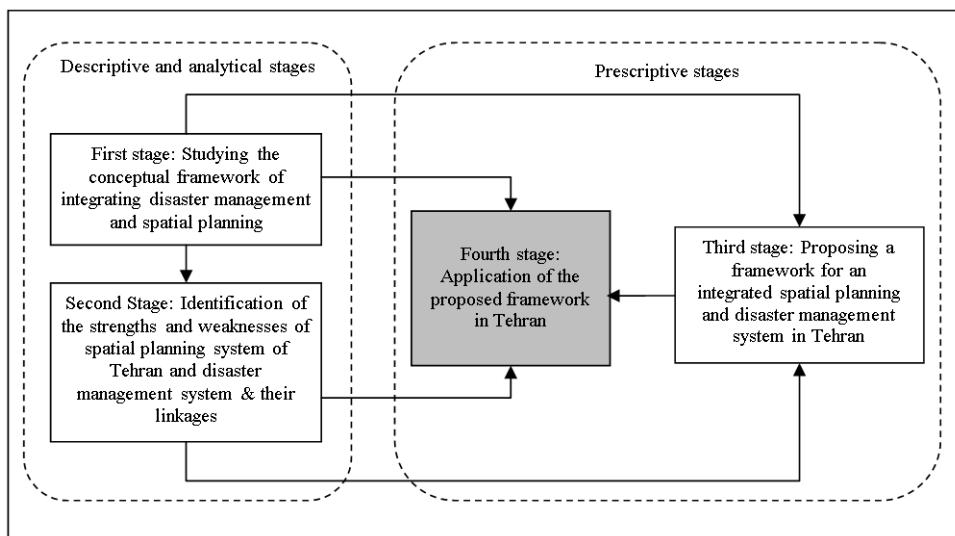 Descriptive and analytical stages
First stage: Studying the
conceptual framework of
integrating disaster management
and spatial planning
Second Stage: Identification of
the strengths and weaknesses of
spatial planning system of
Tehran and disaster
management system & their
linkages
Prescriptive stages
Fourth stage:
Application of the
proposed framework
in Tehran
Third stage: Proposing a
framework for an
integrated spatial planning
and disaster management
system in Tehran